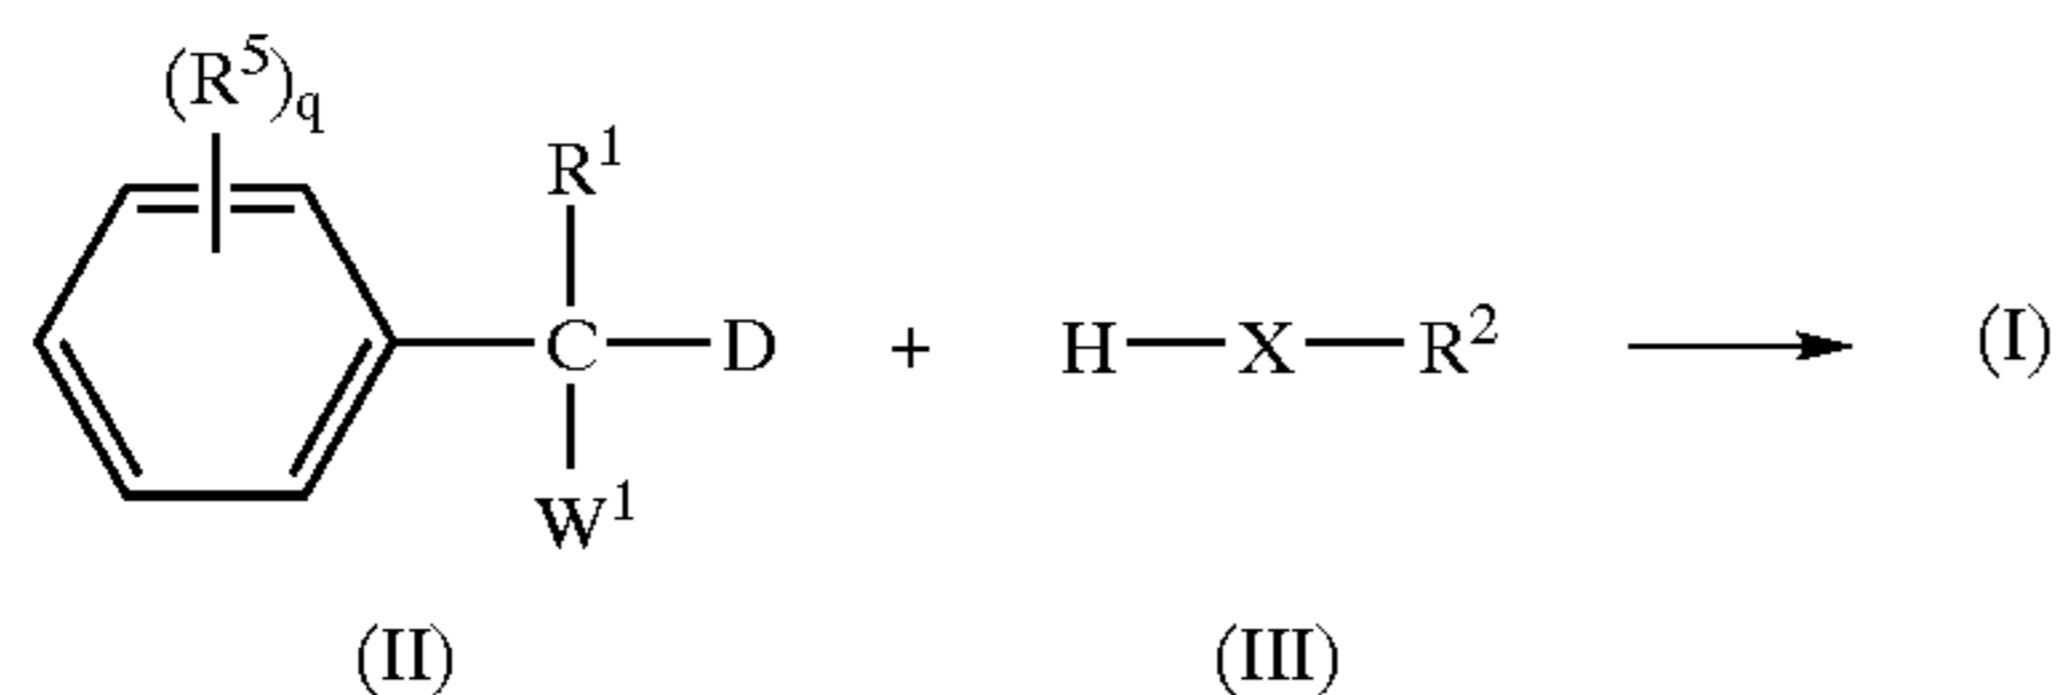 (R⁵)q
R¹
C D + H X R² (I)
W¹
(II) (III)